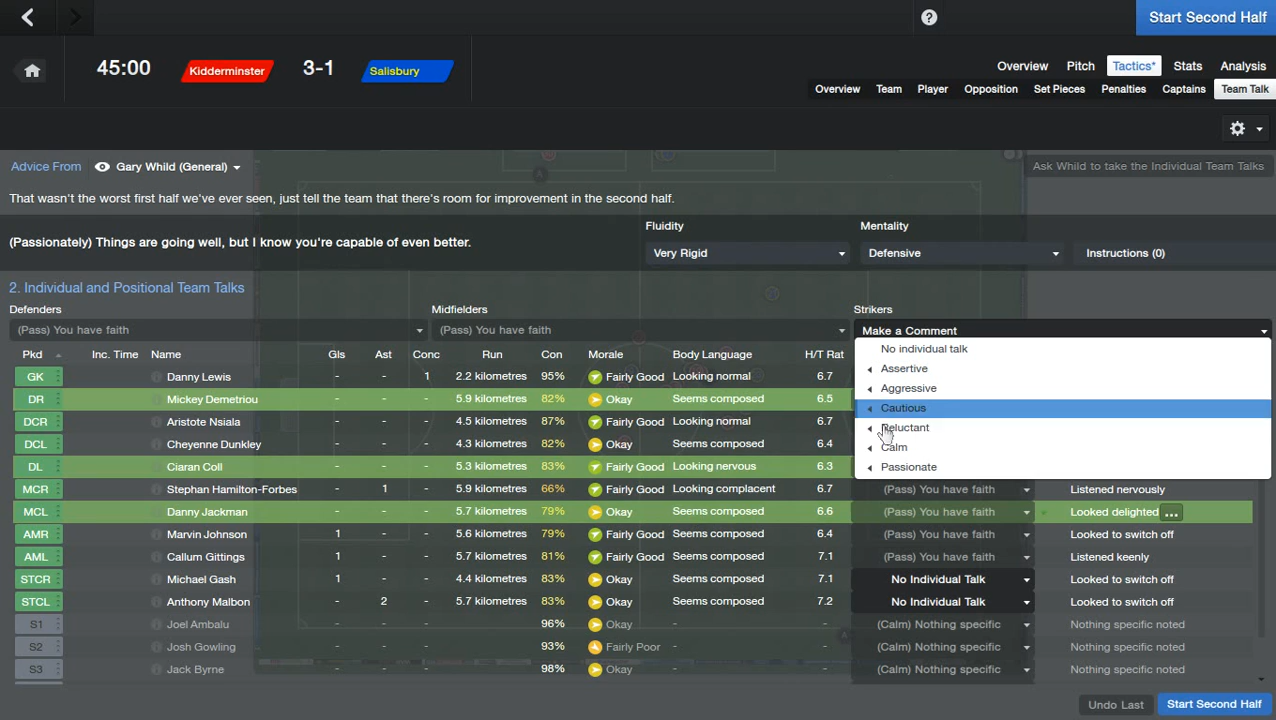 Start Second Half
45:00 Kidderminster 3-1 Salisbury
Overview Pitch Tactics* Stats Analysis
Overview Team Player Opposition Set Pieces Penalties Captains Team Talk
Advice From Gary Whild (General) Ask Whild to take the Individual Team Talks
That wasn't the worst first half we've ever seen, just tell the team that there's room for improvement in the second half.
Fluidity Mentality
(Passionately) Things are going well, but I know you're capable of even better. Very Rigid Defensive Instructions (0)
2. Individual and Positional Team Talks
Defenders Midfielders Strikers
(Pass) You have faith (Pass) You have faith Make a Comment
Pkd Inc. Time Name Gls Ast Conc Run Con Morale Body Language H/T Rat
No individual talk
Assertive
Aggressive
Cautious
Reluctant
Calm
Passionate
GK Danny Lewis - - 1 2.2 kilometres 95% Fairly Good Looking normal 6.7
DR Mickey Demetriou - - - 5.9 kilometres 82% Okay Seems composed 6.5
DCR Aristote Nsiala - - - 4.5 kilometres 87% Fairly Good Looking normal 6.7
DCL Cheyenne Dunkley - - - 4.3 kilometres 82% Okay Seems composed 6.4
DL Ciaran Coll - - - 5.3 kilometres 83% Fairly Good Looking nervous 6.3
MCR Stephan Hamilton-Forbes - 1 - 5.9 kilometres 66% Fairly Good Looking complacent 6.7 (Pass) You have faith Listened nervously
MCL Danny Jackman - - - 5.7 kilometres 79% Okay Seems composed 6.6 (Pass) You have faith Looked delighted ...
AMR Marvin Johnson 1 - - 5.6 kilometres 79% Fairly Good Seems composed 6.4 (Pass) You have faith Looked to switch off
AML Callum Gittings 1 - - 5.7 kilometres 81% Fairly Good Seems composed 7.1 (Pass) You have faith Listened keenly
STCR Michael Gash 1 - - 4.4 kilometres 83% Okay Seems composed 7.1 No Individual Talk Looked to switch off
STCL Anthony Malbon - 2 - 5.7 kilometres 83% Okay Seems composed 7.2 No Individual Talk Looked to switch off
S1 Joel Ambalu - 96% Okay - - (Calm) Nothing specific Nothing specific noted
S2 Josh Gowling - 93% Fairly Poor - - (Calm) Nothing specific Nothing specific noted
S3 Jack Byrne - 98% Okay - - (Calm) Nothing specific Nothing specific noted
Undo Last Start Second Half